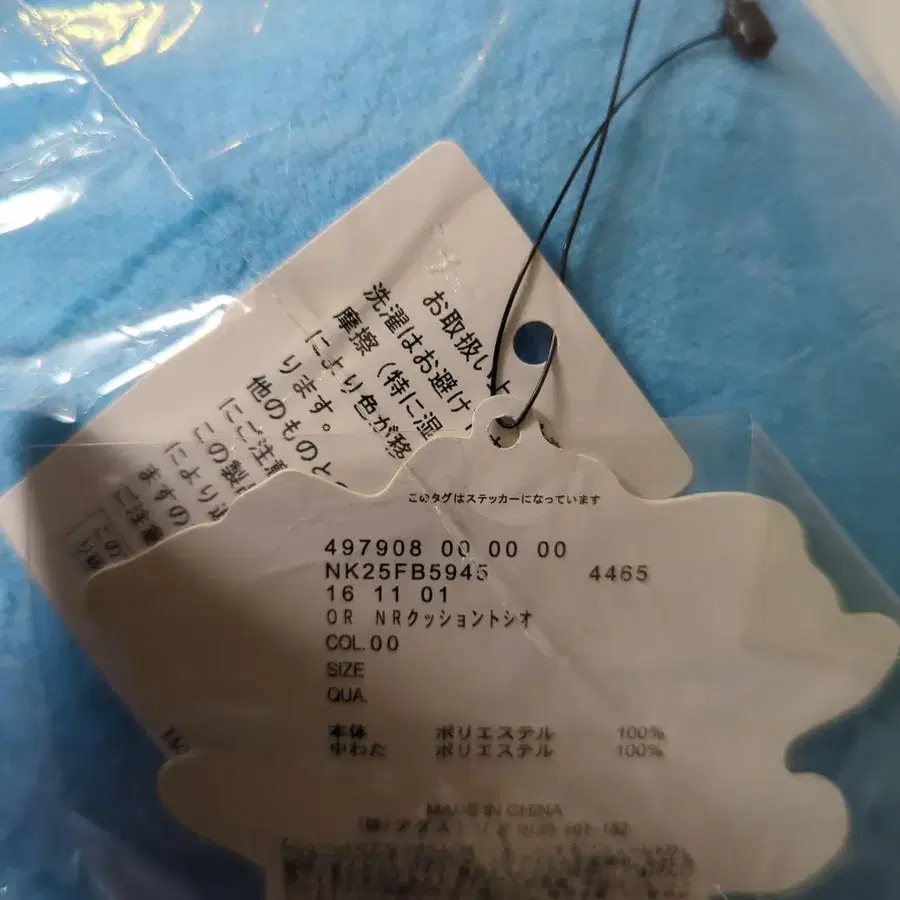 お取扱い
洗濯はお避け
摩擦（特に湿
により色が移
ります。
他のものと
にご注意
この製
により
ますの
ご注意
この
このタグはステッカーになっています
497908 00 00 00
NK25FB5945 4465
16 11 01
OR NRクッショントシオ
COL.00
SIZE
QUA.
本体 ポリエステル 100%
中わた ポリエステル 100%
MADE IN CHINA